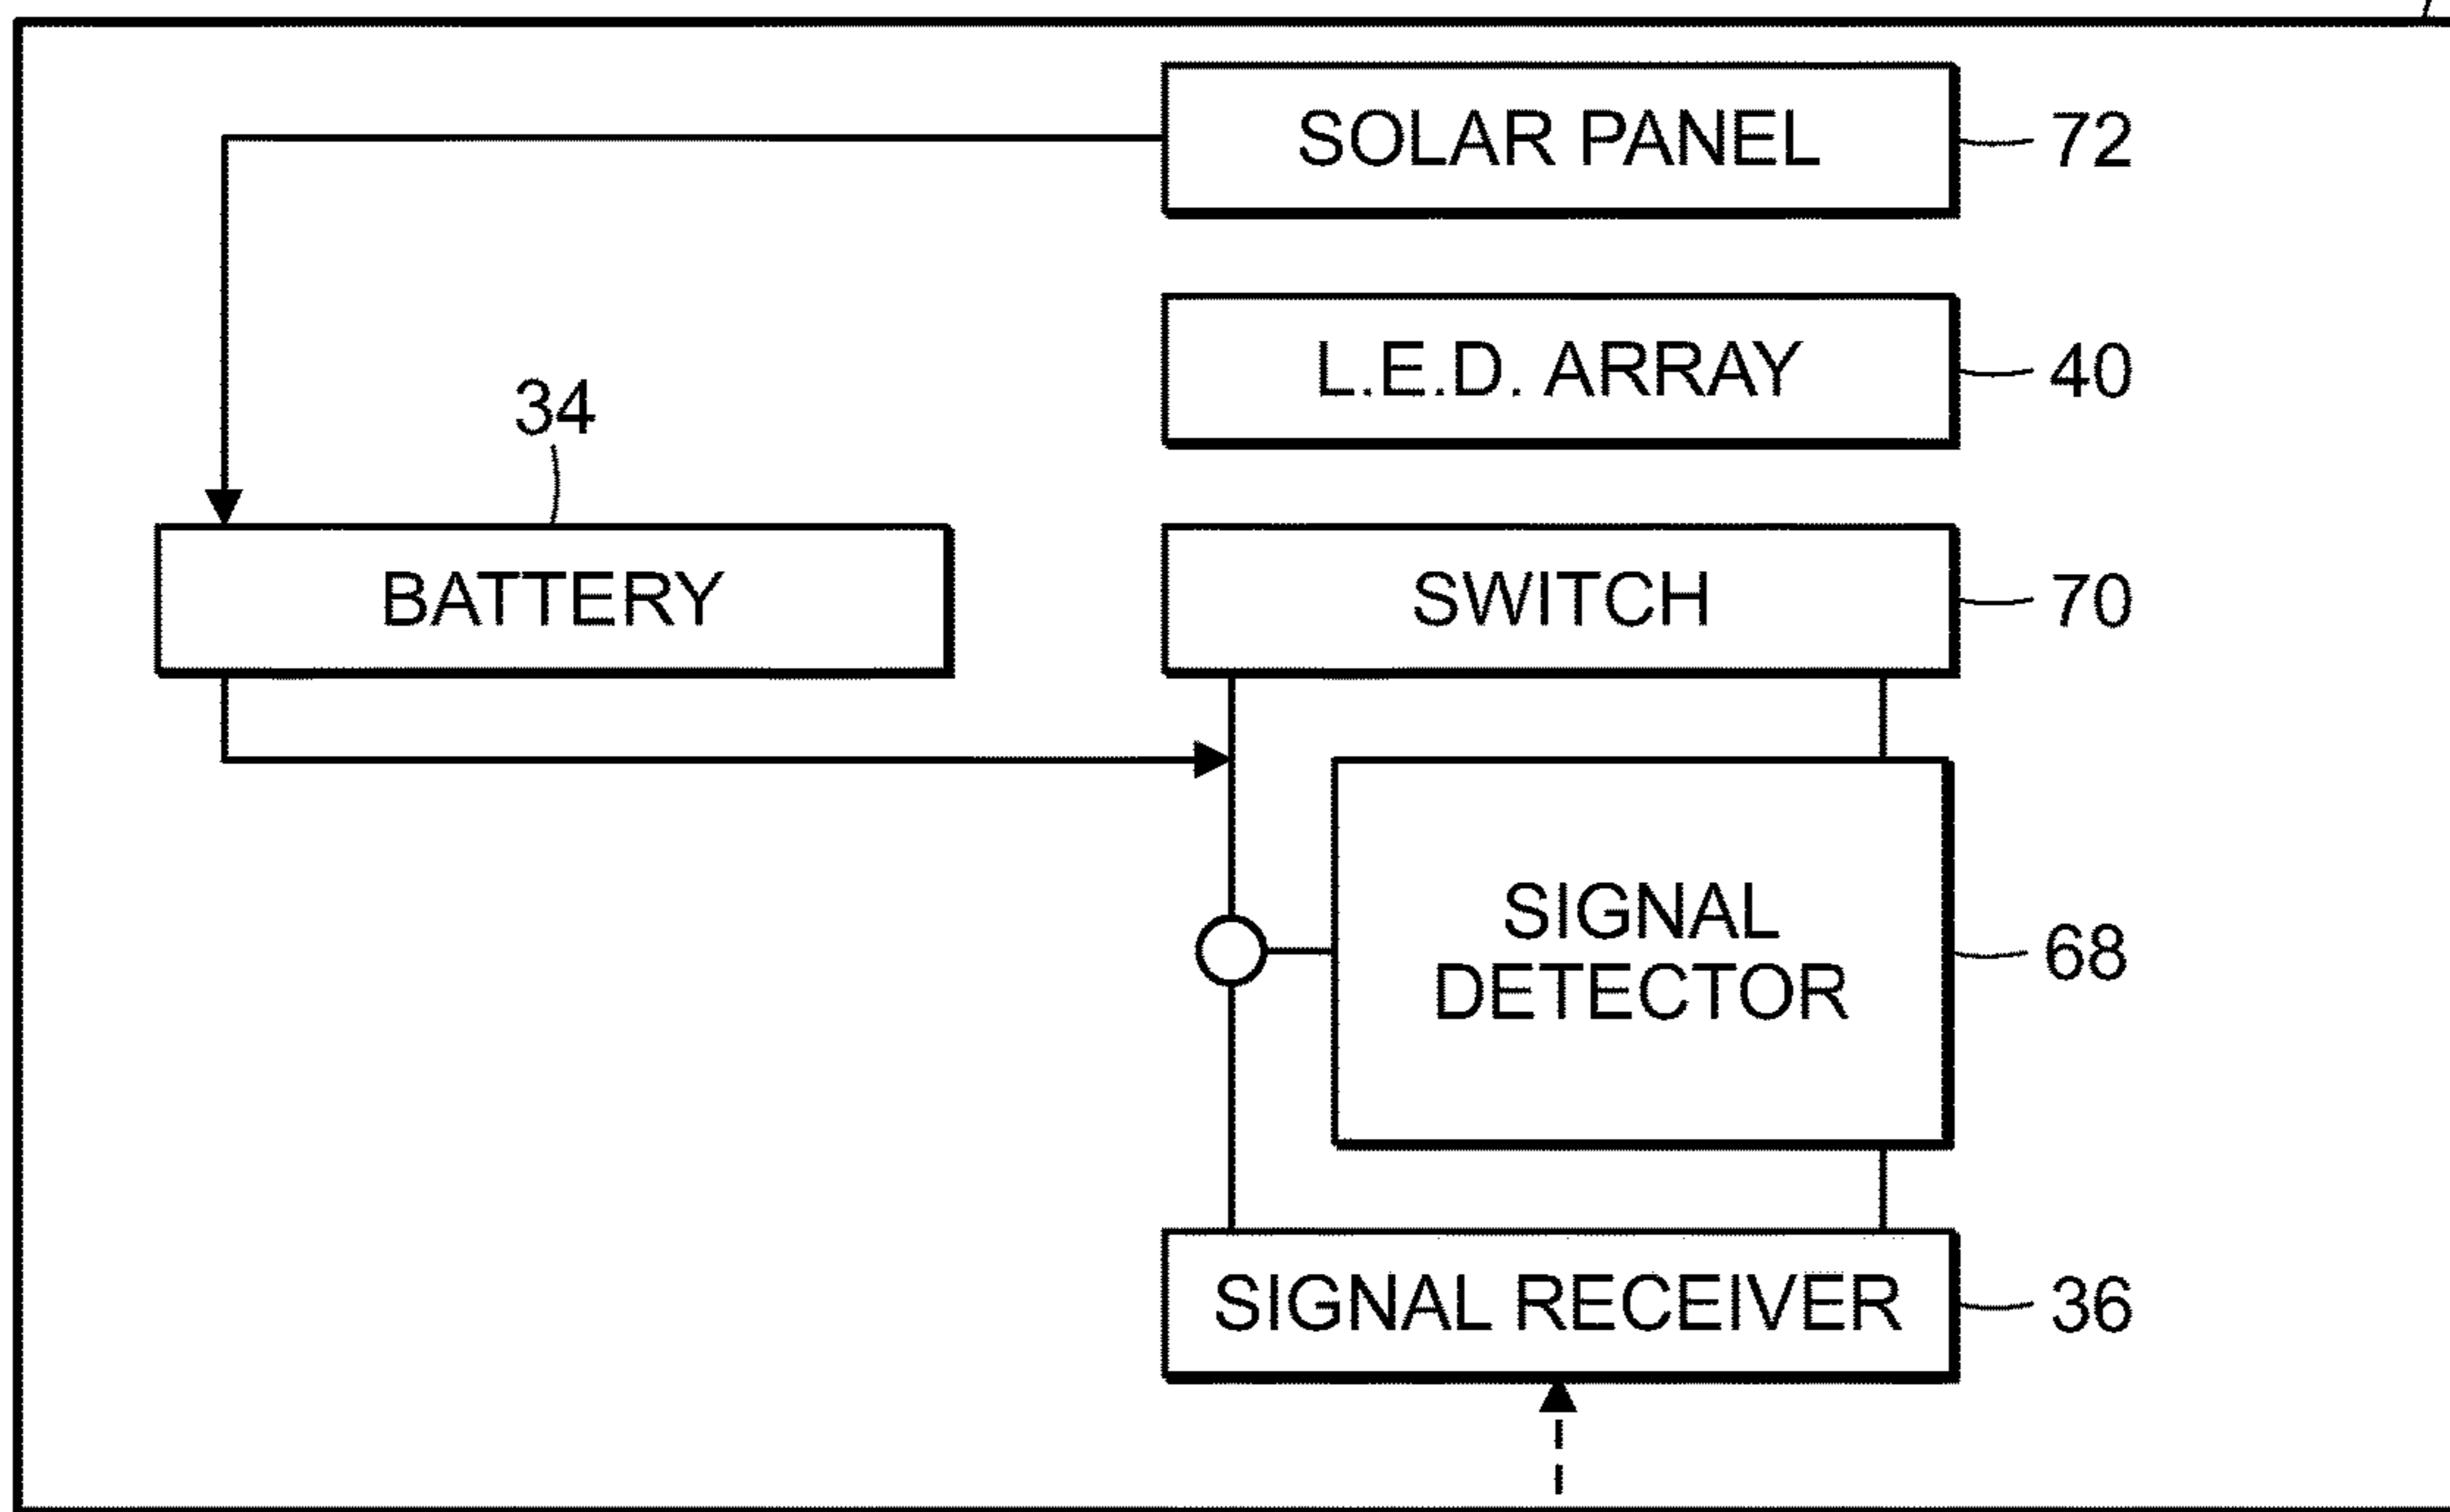 SOLAR PANEL 72
L.E.D. ARRAY 40
34
BATTERY
SWITCH 70
SIGNAL
DETECTOR
68
SIGNAL RECEIVER 36